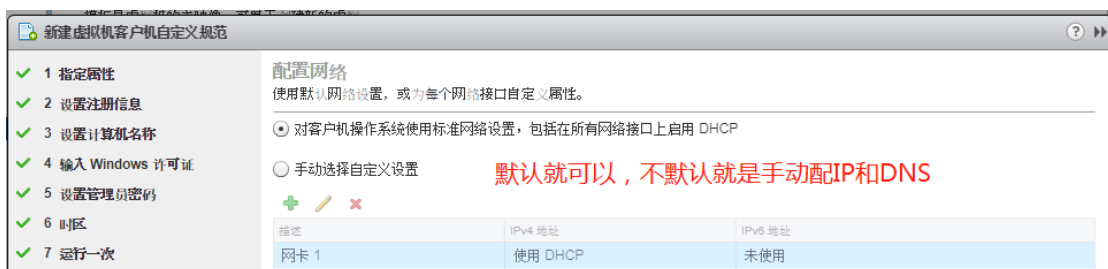 新建虚拟机客户机自定义规范
✓ 1 指定属性
✓ 2 设置注册信息
✓ 3 设置计算机名称
✓ 4 输入 Windows 许可证
✓ 5 设置管理员密码
✓ 6 时区
✓ 7 运行一次
配置网络
使用默认网络设置，或为每个网络接口自定义属性。
对客户机操作系统使用标准网络设置，包括在所有网络接口上启用 DHCP
手动选择自定义设置
默认就可以，不默认就是手动配IP和DNS
描述 IPv4 地址 IPv6 地址
网卡 1 使用 DHCP 未使用